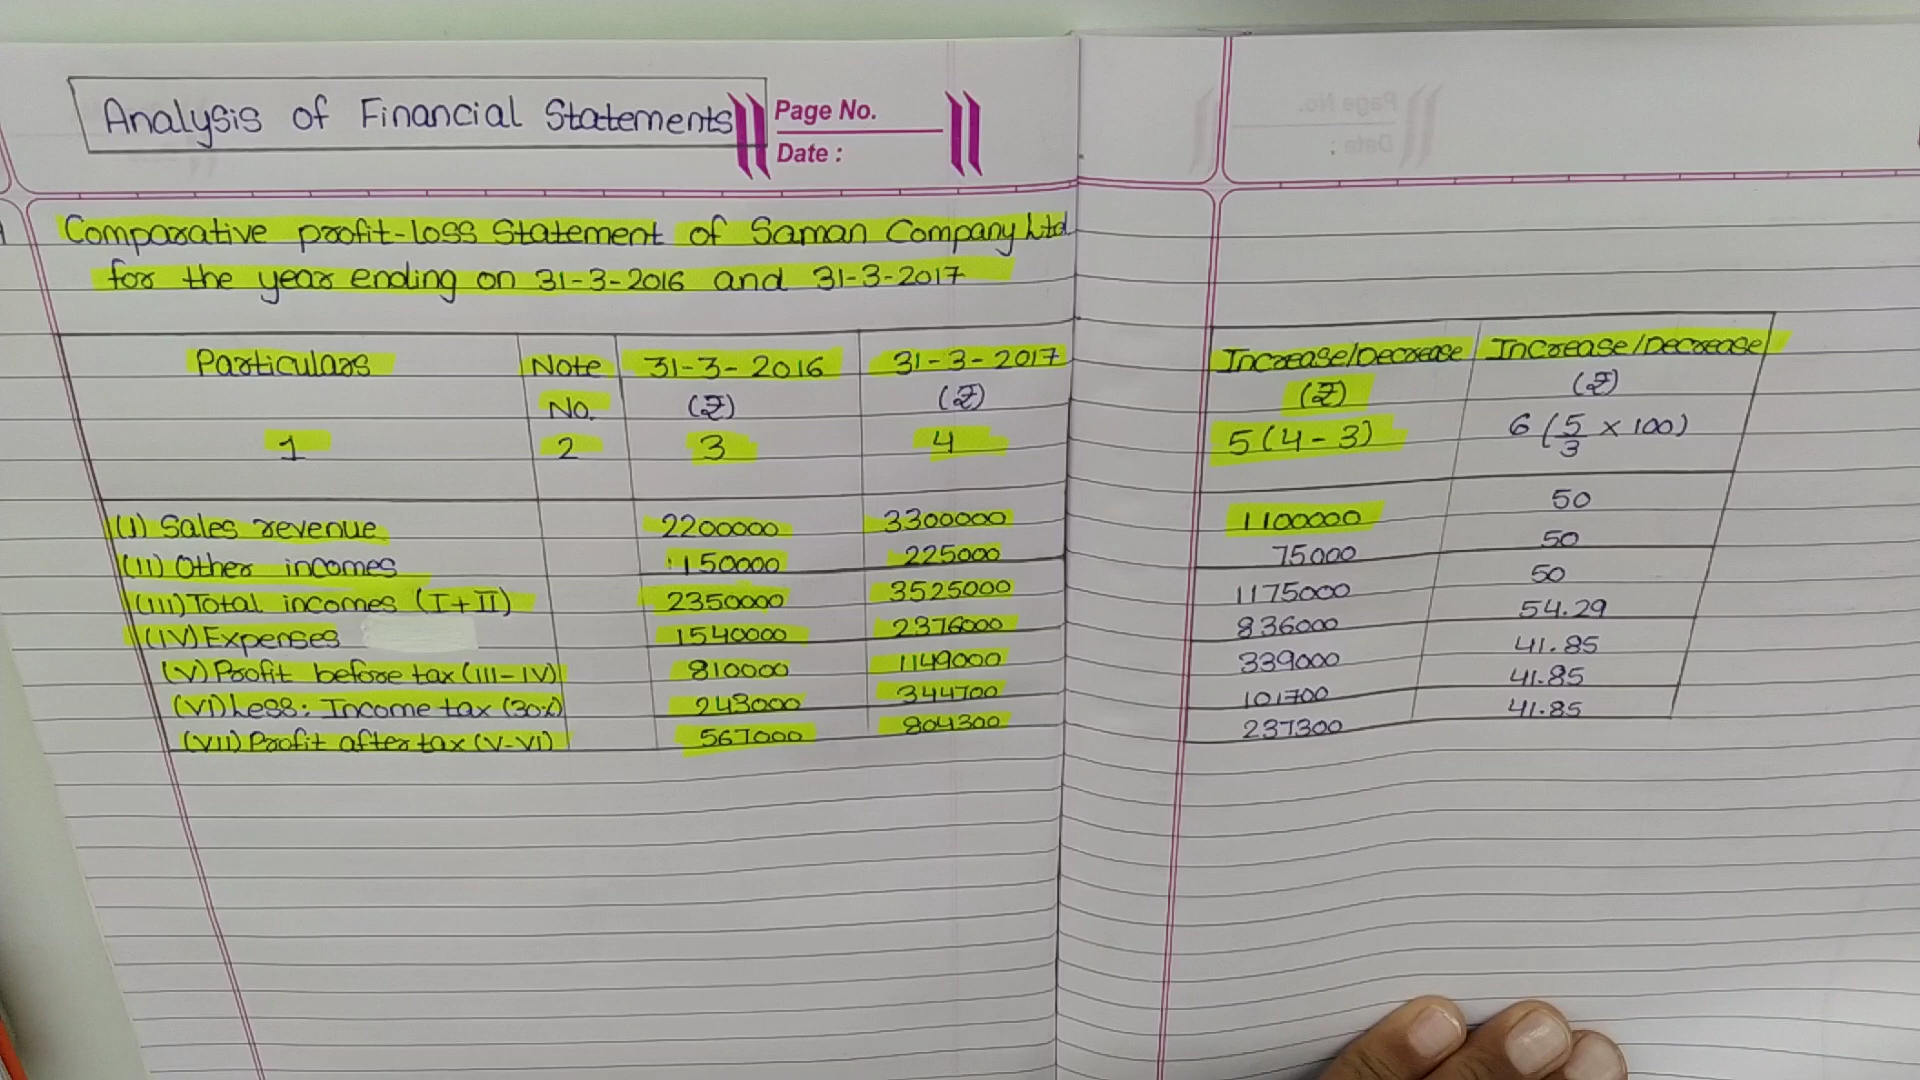 Analysis of Financial Statements
Page No.
Date :
Comparative profit-loss Statement of Saman Company Ltd
for the year ending on 31-3-2016 and 31-3-2017
Particulars Note No. 31-3-2016 (₹) 31-3-2017 (₹) Increase/Decrease (₹) Increase/Decrease (₹)
1 2 3 4 5(4-3) 6(5/3 x 100)
(I) Sales revenue 2200000 3300000 1100000 50
(II) Other incomes 150000 225000 75000 50
(III) Total incomes (I+II) 2350000 3525000 1175000 50
(IV) Expenses 1540000 2376000 836000 54.29
(V) Profit before tax (III-IV) 810000 1149000 339000 41.85
(VI) Less: Income tax (30%) 243000 344700 101700 41.85
(VII) Profit after tax (V-VI) 567000 804300 237300 41.85